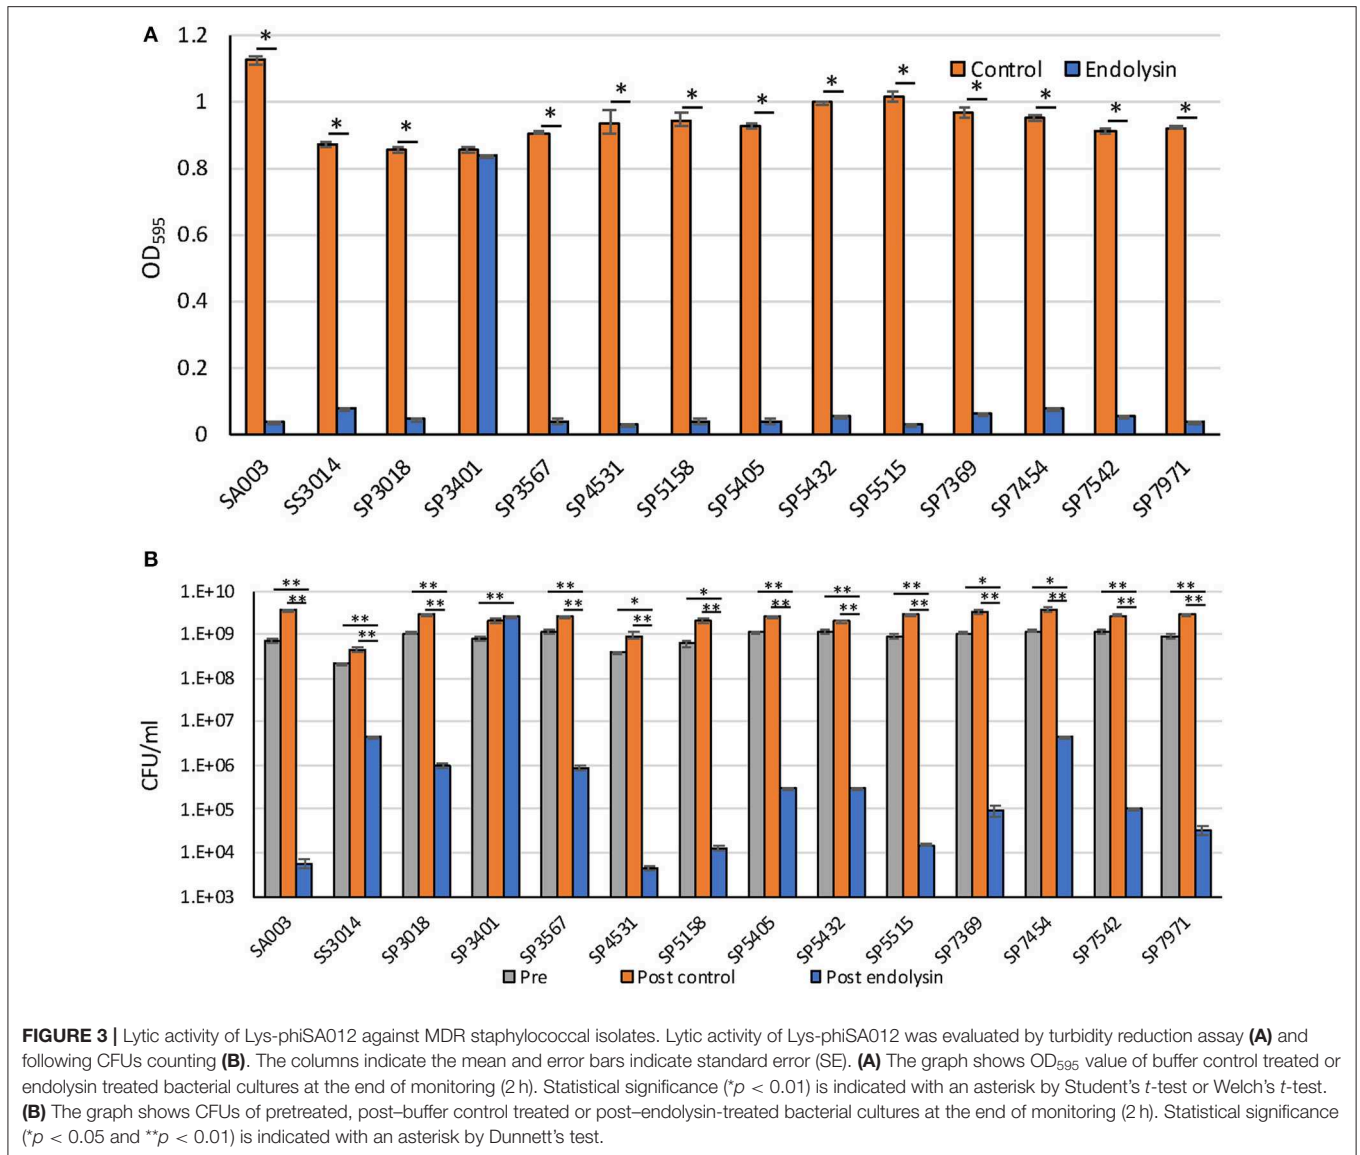 A
1.2
1
0.8
0.6
0.4
0.2
0
OD595
Control Endolysin
* * * * * * * * * * * * *
SA003 SS3014 SP3018 SP3401 SP3567 SP4531 SP5158 SP5405 SP5432 SP5515 SP7369 SP7454 SP7542 SP7971
B
1.E+10
1.E+09
1.E+08
1.E+07
1.E+06
1.E+05
1.E+04
1.E+03
CFU/ml
** ** ** ** ** * * ** ** ** * * ** **
** ** ** ** ** ** ** ** ** ** ** ** **
SA003 SS3014 SP3018 SP3401 SP3567 SP4531 SP5158 SP5405 SP5432 SP5515 SP7369 SP7454 SP7542 SP7971
Pre Post control Post endolysin
FIGURE 3 | Lytic activity of Lys-phiSA012 against MDR staphylococcal isolates. Lytic activity of Lys-phiSA012 was evaluated by turbidity reduction assay (A) and
following CFUs counting (B). The columns indicate the mean and error bars indicate standard error (SE). (A) The graph shows OD595 value of buffer control treated or
endolysin treated bacterial cultures at the end of monitoring (2 h). Statistical significance (*p < 0.01) is indicated with an asterisk by Student's t-test or Welch's t-test.
(B) The graph shows CFUs of pretreated, post–buffer control treated or post–endolysin-treated bacterial cultures at the end of monitoring (2 h). Statistical significance
(*p < 0.05 and **p < 0.01) is indicated with an asterisk by Dunnett's test.